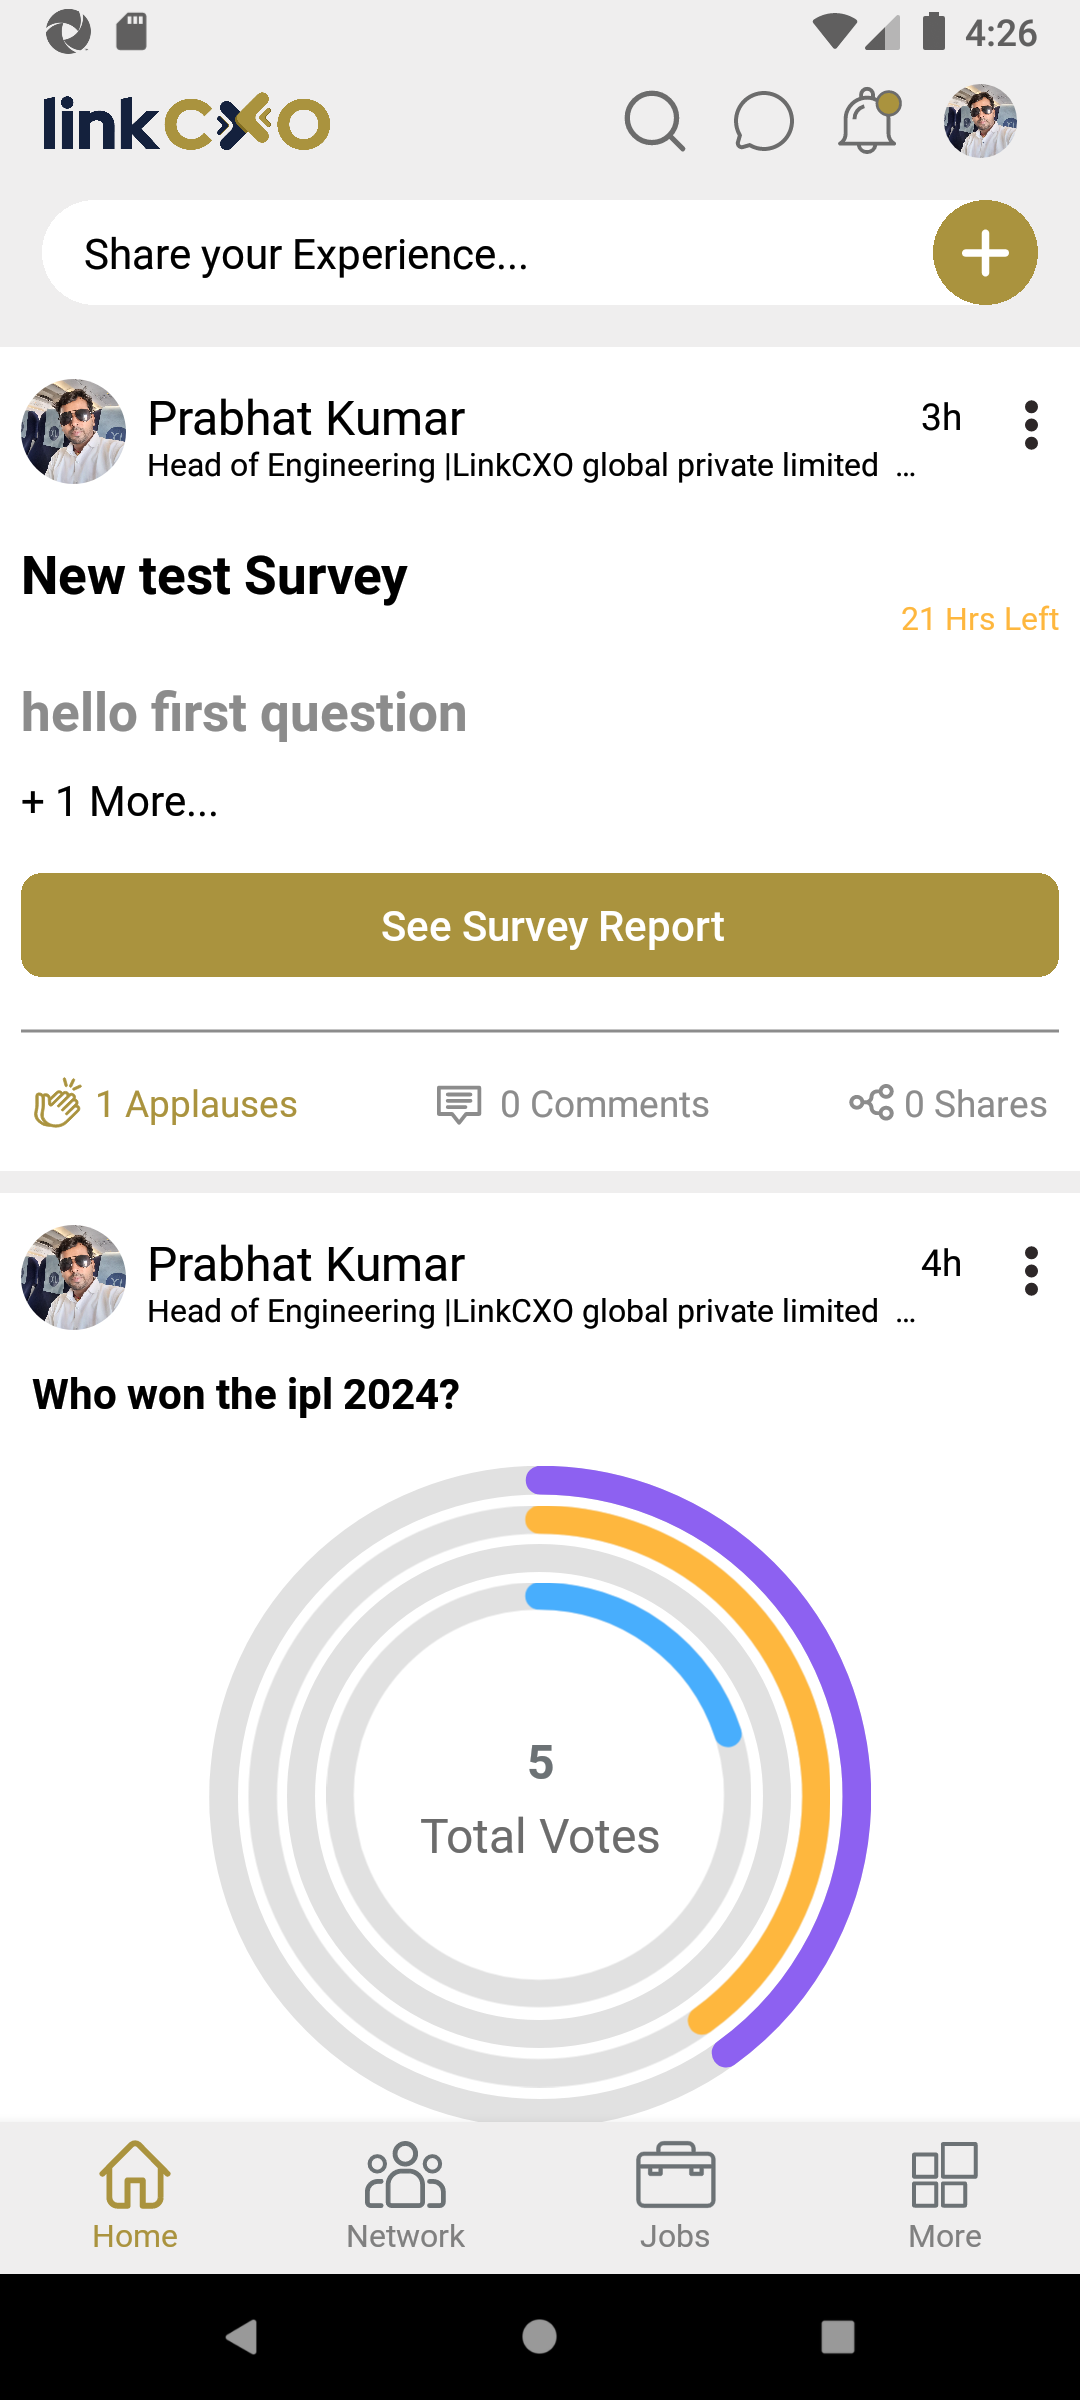 4:26
linkCXO
Share your Experience...
Prabhat Kumar
3h
Head of Engineering |LinkCXO global private limited ...
New test Survey
21 Hrs Left
hello first question
+ 1 More...
See Survey Report
1 Applauses
0 Comments
0 Shares
Prabhat Kumar
4h
Head of Engineering |LinkCXO global private limited ...
Who won the ipl 2024?
5
Total Votes
Home
Network
Jobs
More